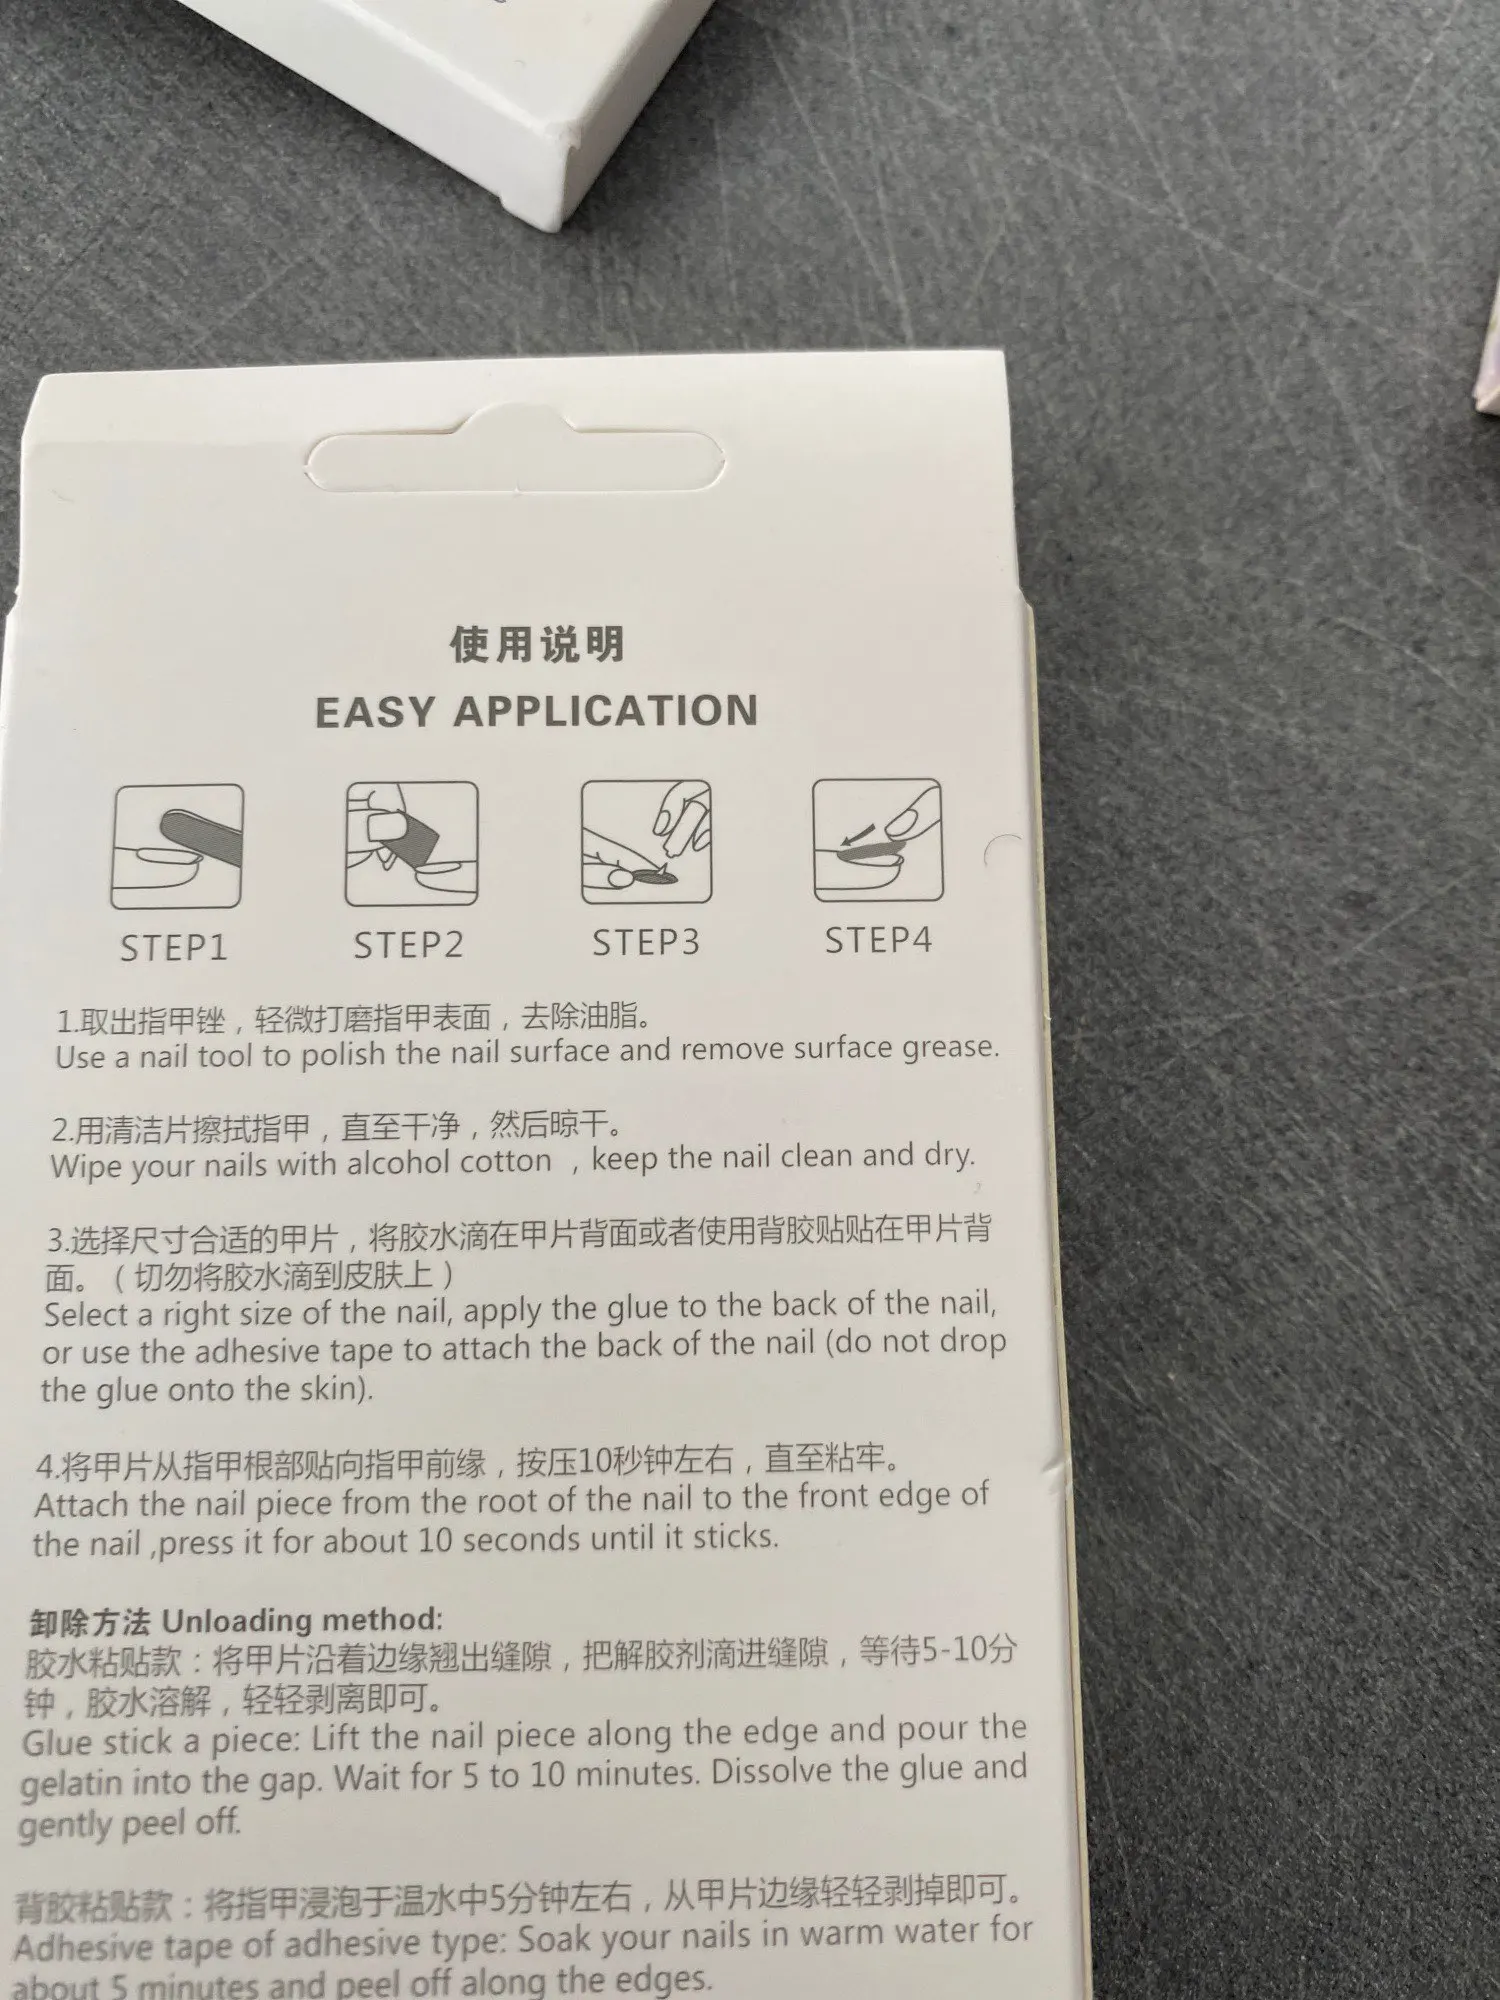 使用说明
EASY APPLICATION
STEP1 STEP2 STEP3 STEP4
1.取出指甲锉，轻微打磨指甲表面，去除油脂。
Use a nail tool to polish the nail surface and remove surface grease.
2.用清洁片擦拭指甲，直至干净，然后晾干。
Wipe your nails with alcohol cotton , keep the nail clean and dry.
3.选择尺寸合适的甲片，将胶水滴在甲片背面或者使用背胶贴贴在甲片背
面。（切勿将胶水滴到皮肤上）
Select a right size of the nail, apply the glue to the back of the nail,
or use the adhesive tape to attach the back of the nail (do not drop
the glue onto the skin).
4.将甲片从指甲根部贴向指甲前缘，按压10秒钟左右，直至粘牢。
Attach the nail piece from the root of the nail to the front edge of
the nail ,press it for about 10 seconds until it sticks.
卸除方法 Unloading method:
胶水粘贴款：将甲片沿着边缘翘出缝隙，把解胶剂滴进缝隙，等待5-10分
钟，胶水溶解，轻轻剥离即可。
Glue stick a piece: Lift the nail piece along the edge and pour the
gelatin into the gap. Wait for 5 to 10 minutes. Dissolve the glue and
gently peel off.
背胶粘贴款：将指甲浸泡于温水中5分钟左右，从甲片边缘轻轻剥掉即可。
Adhesive tape of adhesive type: Soak your nails in warm water for
about 5 minutes and peel off along the edges.